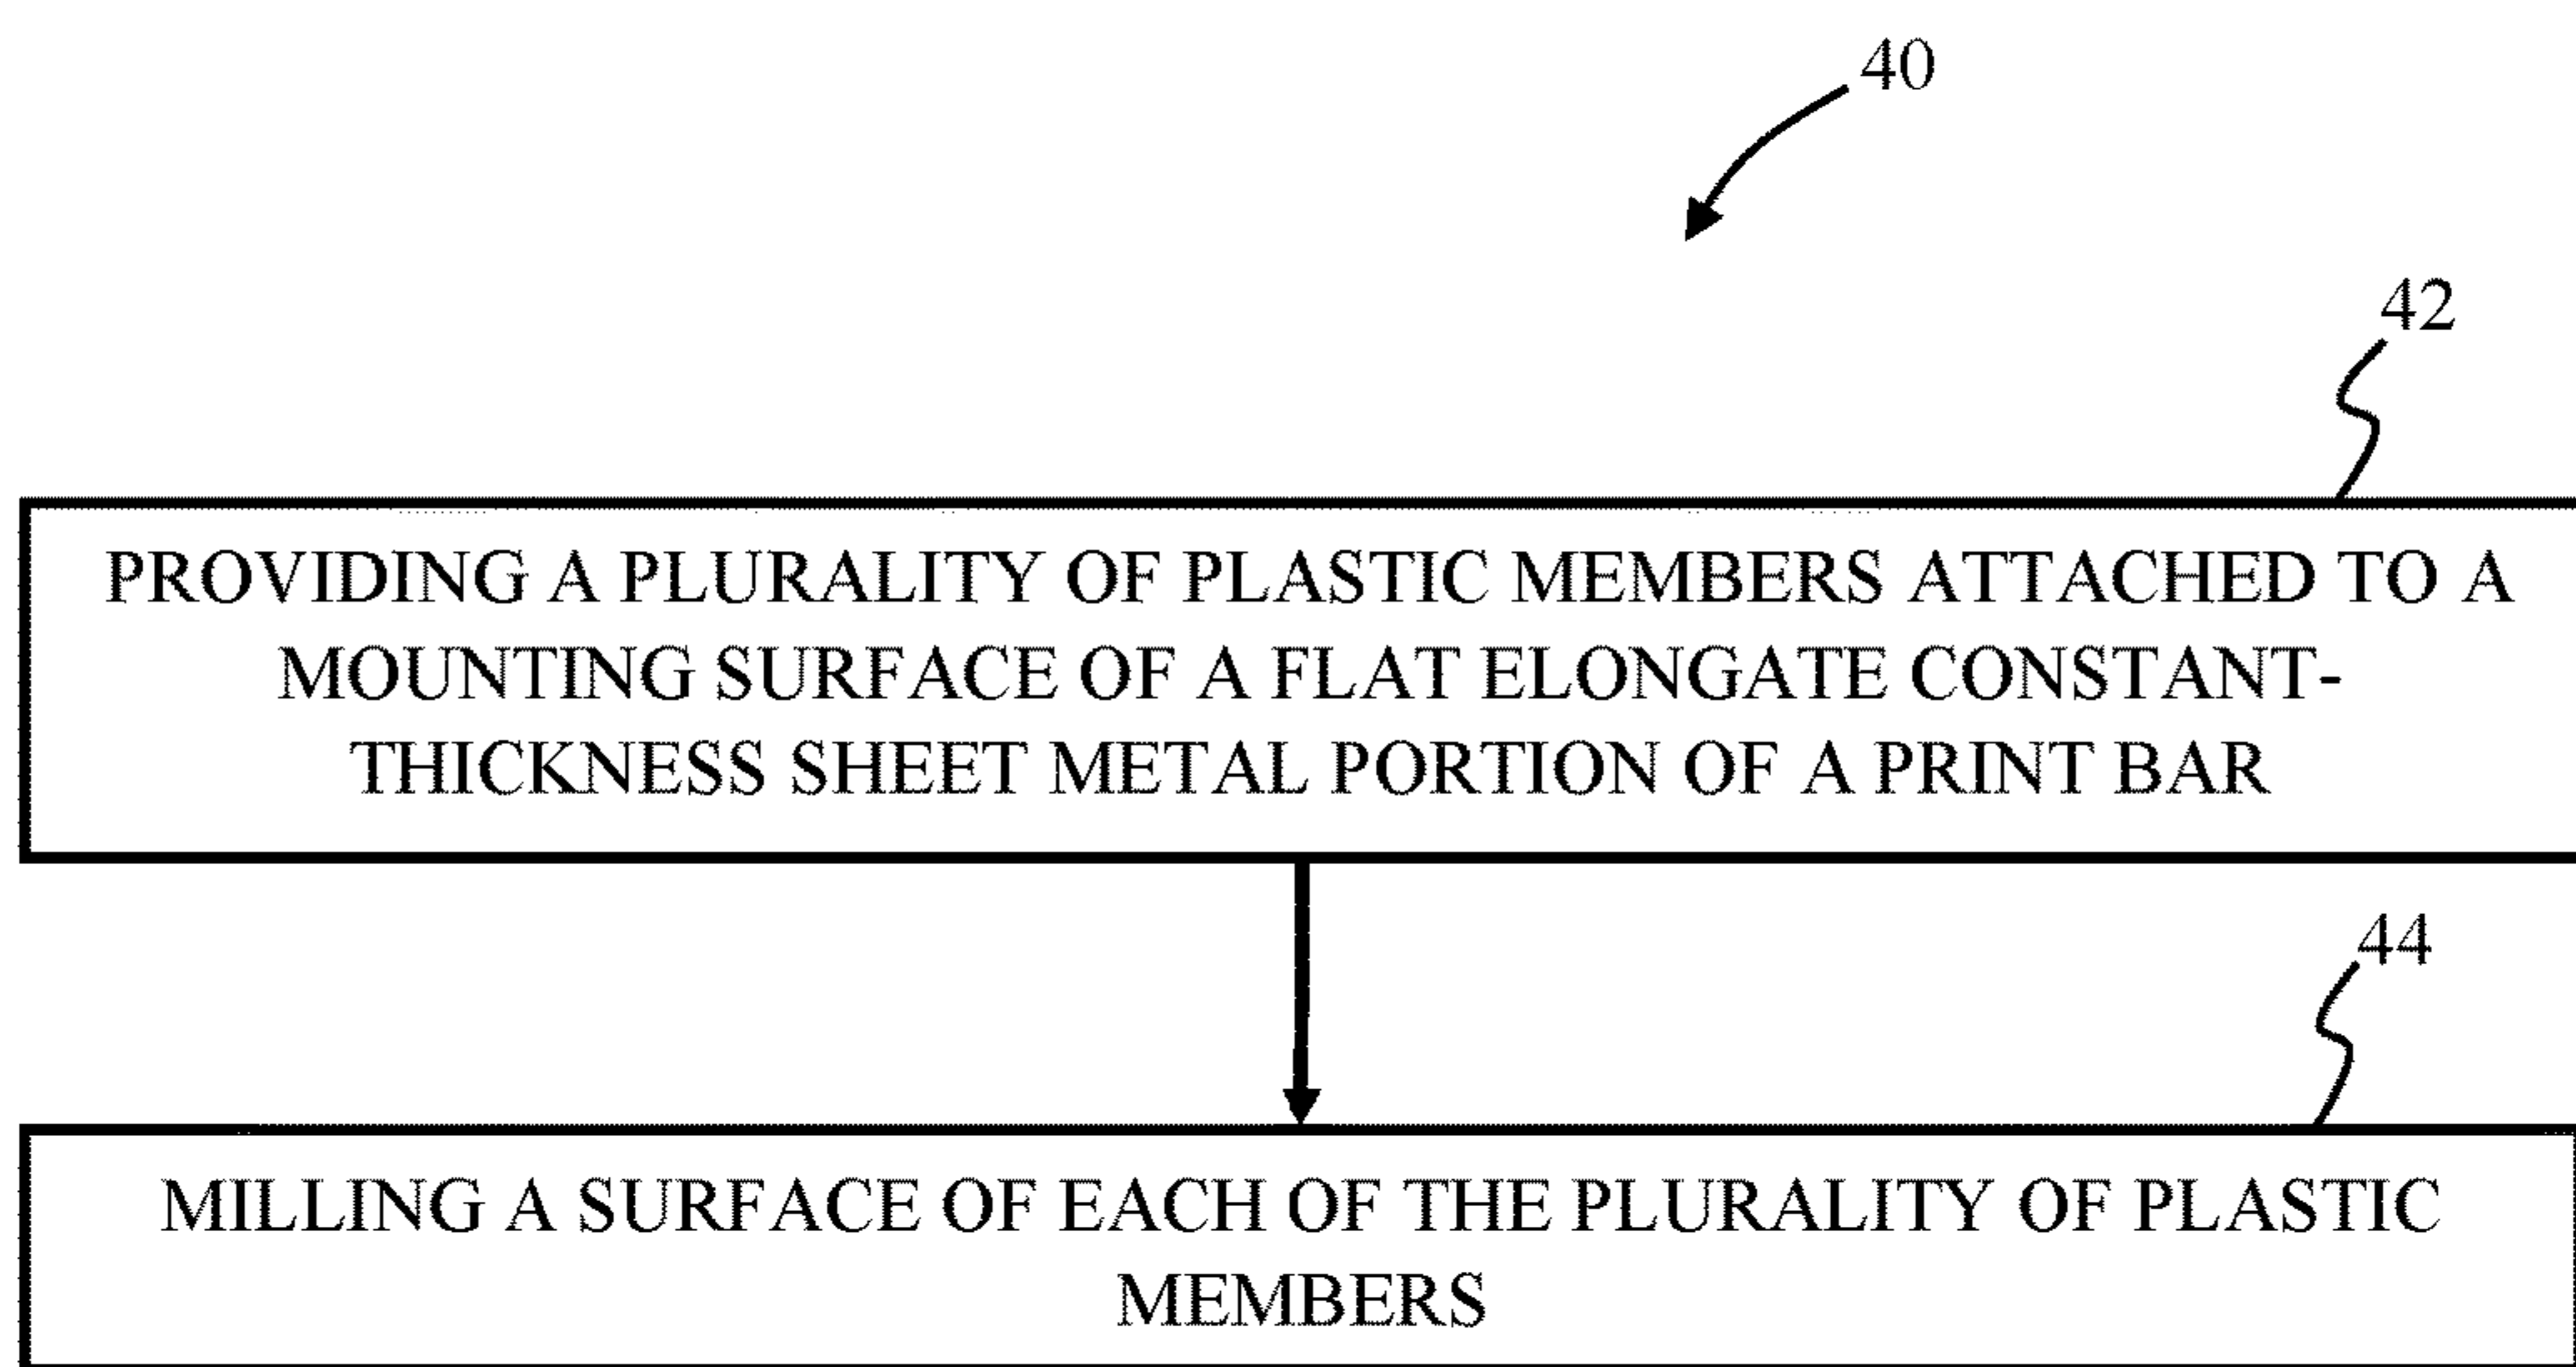 40
42
PROVIDING A PLURALITY OF PLASTIC MEMBERS ATTACHED TO A
MOUNTING SURFACE OF A FLAT ELONGATE CONSTANT-
THICKNESS SHEET METAL PORTION OF A PRINT BAR
44
MILLING A SURFACE OF EACH OF THE PLURALITY OF PLASTIC
MEMBERS